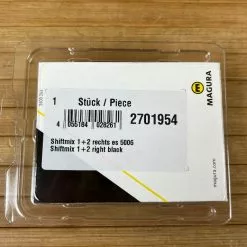 1 Stück / Piece
4 055184 028261
2701954
Shiftmix 1+2 rechts es 5006
Shiftmix 1+2 right black
MAGURA
magura.com